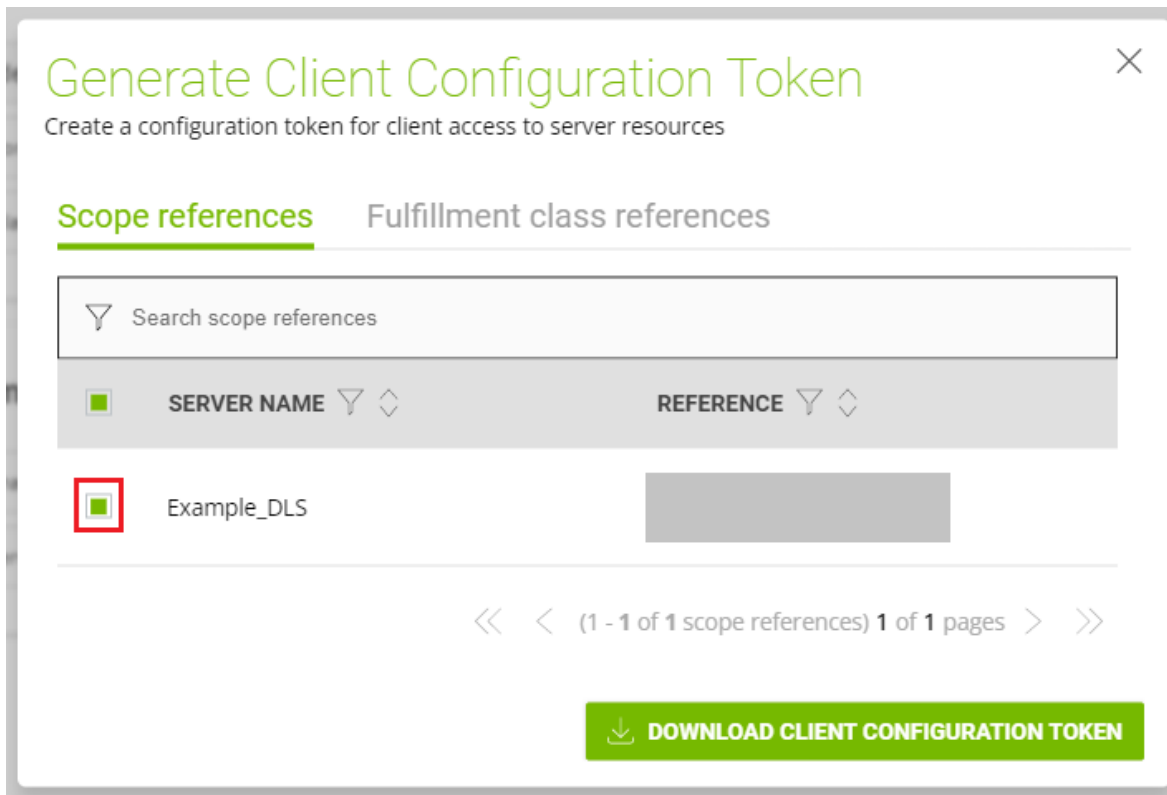 Generate Client Configuration Token
Create a configuration token for client access to server resources
Scope references Fulfillment class references
Search scope references
SERVER NAME REFERENCE
Example_DLS
(1 - 1 of 1 scope references) 1 of 1 pages
DOWNLOAD CLIENT CONFIGURATION TOKEN